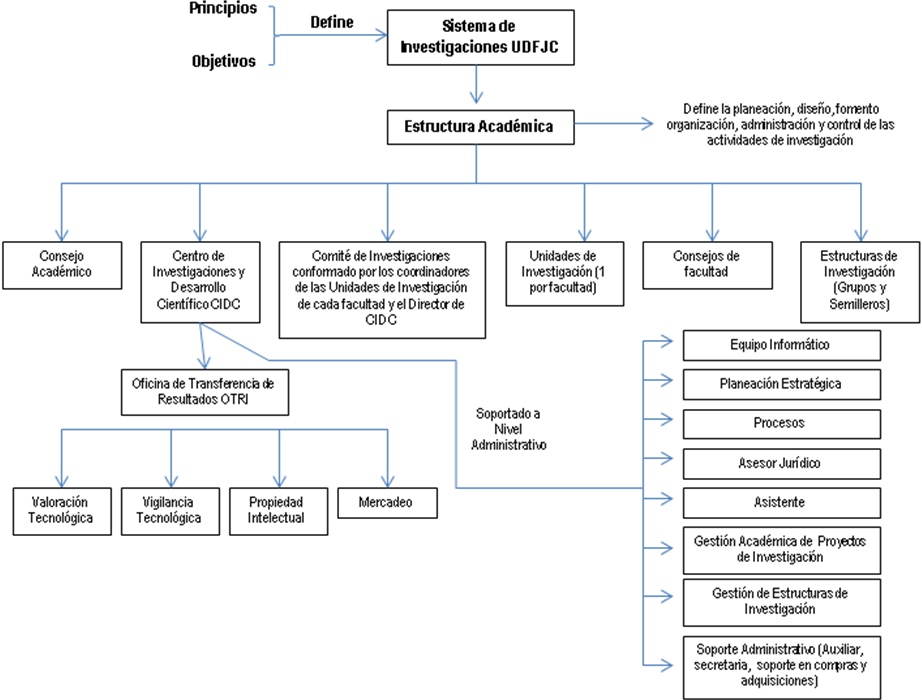 Principios
Define
Objetivos
Sistema de
Investigaciones UDFJC
Estructura Académica
Define la planeación, diseño, fomento
organización, administración y control de las
actividades de investigación
Consejo
Académico
Centro de
Investigaciones y
Desarrollo
Científico CIDC
Comité de Investigaciones
conformado por los coordinadores
de las Unidades de Investigación
de cada facultad y el Director de
CIDC
Unidades de
Investigación (1
por facultad)
Consejos de
facultad
Estructuras de
Investigación
(Grupos y
Semilleros)
Oficina de Transferencia de
Resultados OTRI
Valoración
Tecnológica
Vigilancia
Tecnológica
Propiedad
Intelectual
Mercadeo
Soportado a
Nivel
Administrativo
Equipo Informático
Planeación Estratégica
Procesos
Asesor Jurídico
Asistente
Gestión Académica de Proyectos
de Investigación
Gestión de Estructuras de
Investigación
Soporte Administrativo (Auxiliar,
secretaria, soporte en compras y
adquisiciones)